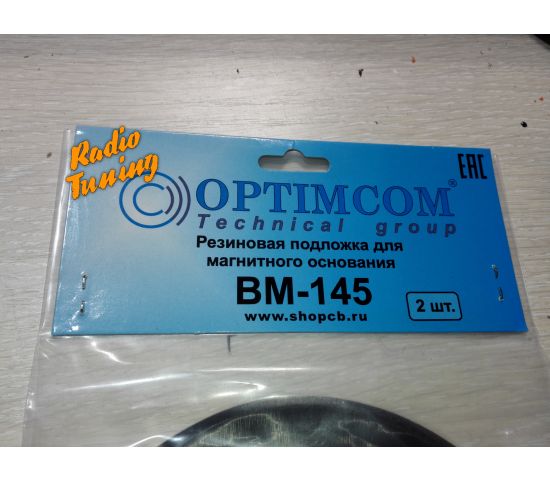 Radio
Tuning
EAC
((C)) OPTIMCOM®
Technical group
Резиновая подложка для
магнитного основания
BM-145
2 шт.
www.shopcb.ru